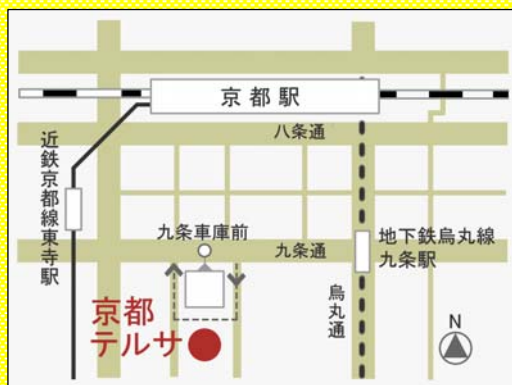 京都駅
八条通
近鉄京都線東寺駅
九条車庫前
九条通
地下鉄烏丸線
九条駅
烏丸通
京都
テルサ
N